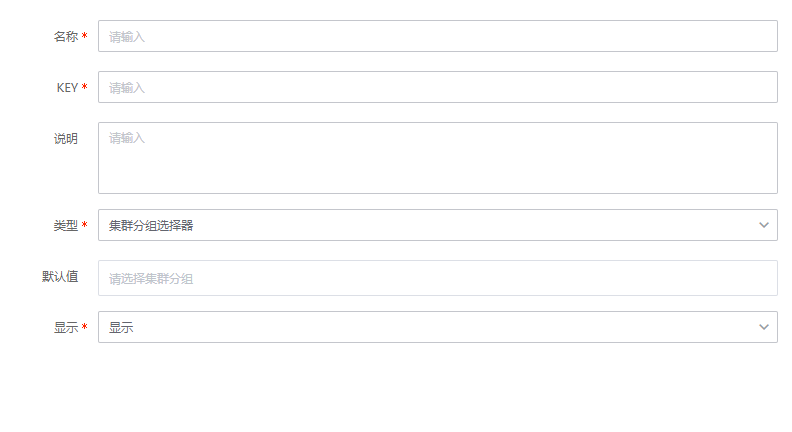 名称 *
请输入
KEY *
请输入
说明
请输入
类型 *
集群分组选择器
默认值
请选择集群分组
显示 *
显示